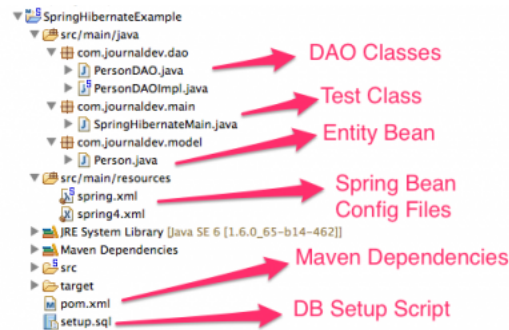 SpringHibernateExample
src/main/java
com.journaldev.dao
PersonDAO.java
PersonDAOImpl.java
com.journaldev.main
SpringHibernateMain.java
com.journaldev.model
Person.java
src/main/resources
spring.xml
spring4.xml
JRE System Library [Java SE 6 [1.6.0_65-b14-462]]
Maven Dependencies
src
target
pom.xml
setup.sql
DAO Classes
Test Class
Entity Bean
Spring Bean
Config Files
Maven Dependencies
DB Setup Script